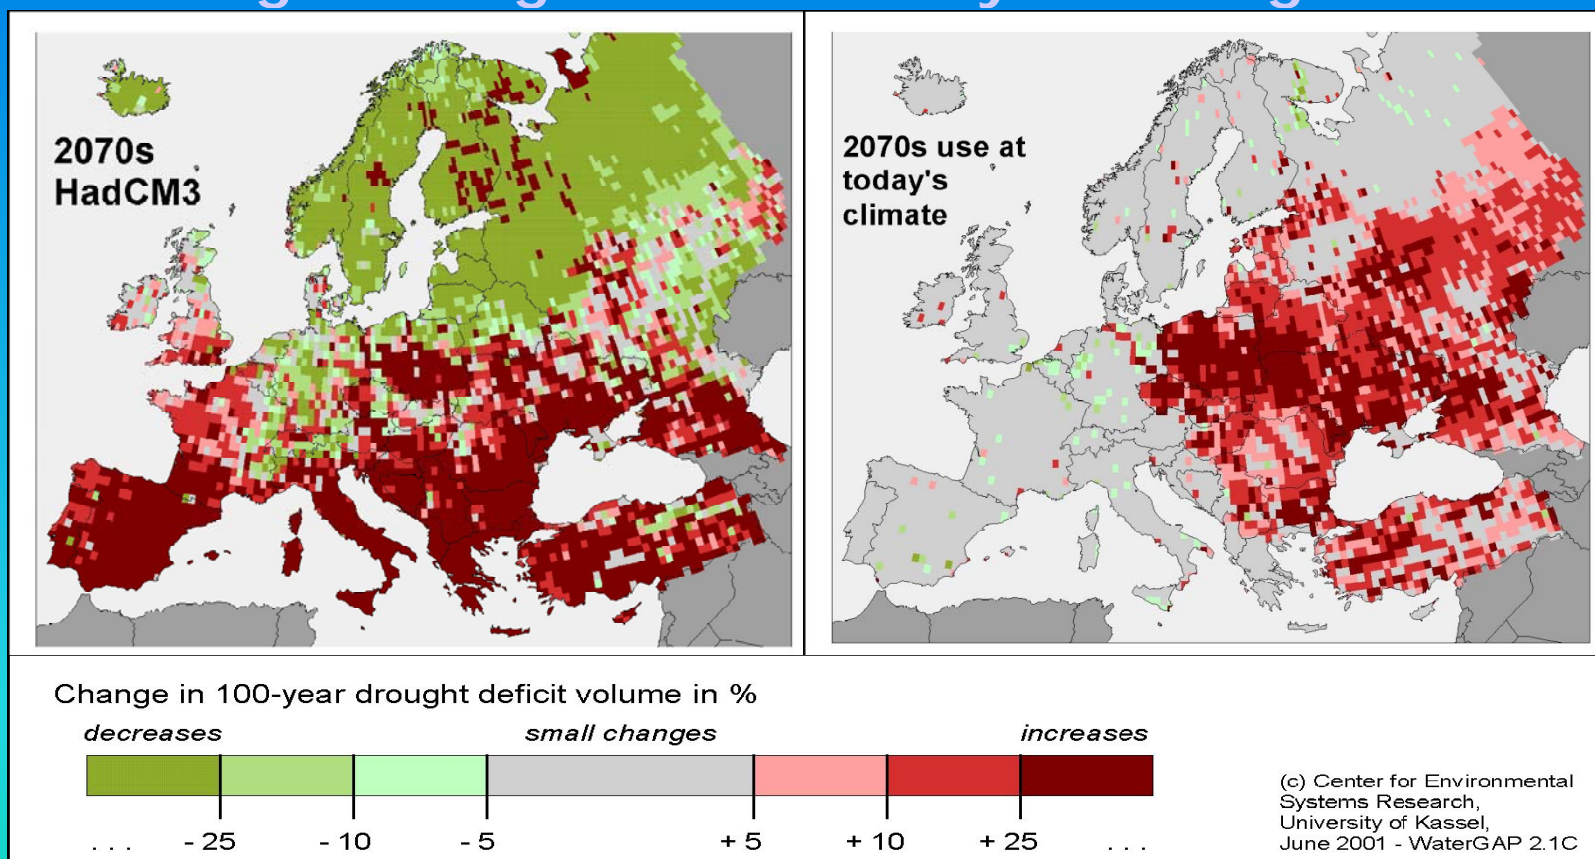 2070s
HadCM3
2070s use at
today's
climate
Change in 100-year drought deficit volume in %
decreases small changes increases
. . . - 25 - 10 - 5 + 5 + 10 + 25 . . .
(c) Center for Environmental
Systems Research,
University of Kassel,
June 2001 - WaterGAP 2.1C